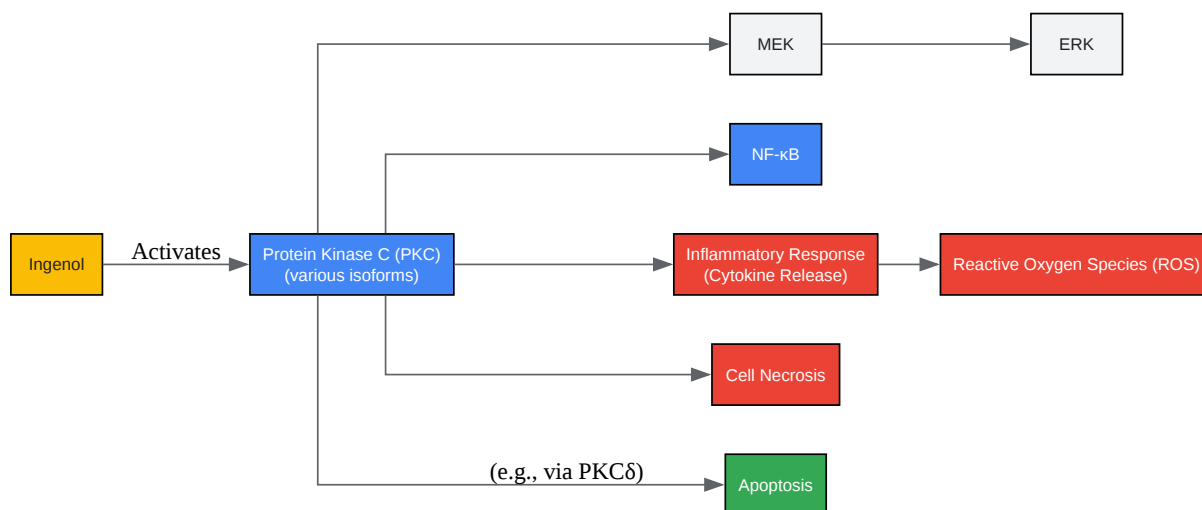 MEK
ERK
NF-κB
Ingenol
Activates
Protein Kinase C (PKC)
(various isoforms)
Inflammatory Response
(Cytokine Release)
Reactive Oxygen Species (ROS)
Cell Necrosis
(e.g., via PKCδ)
Apoptosis